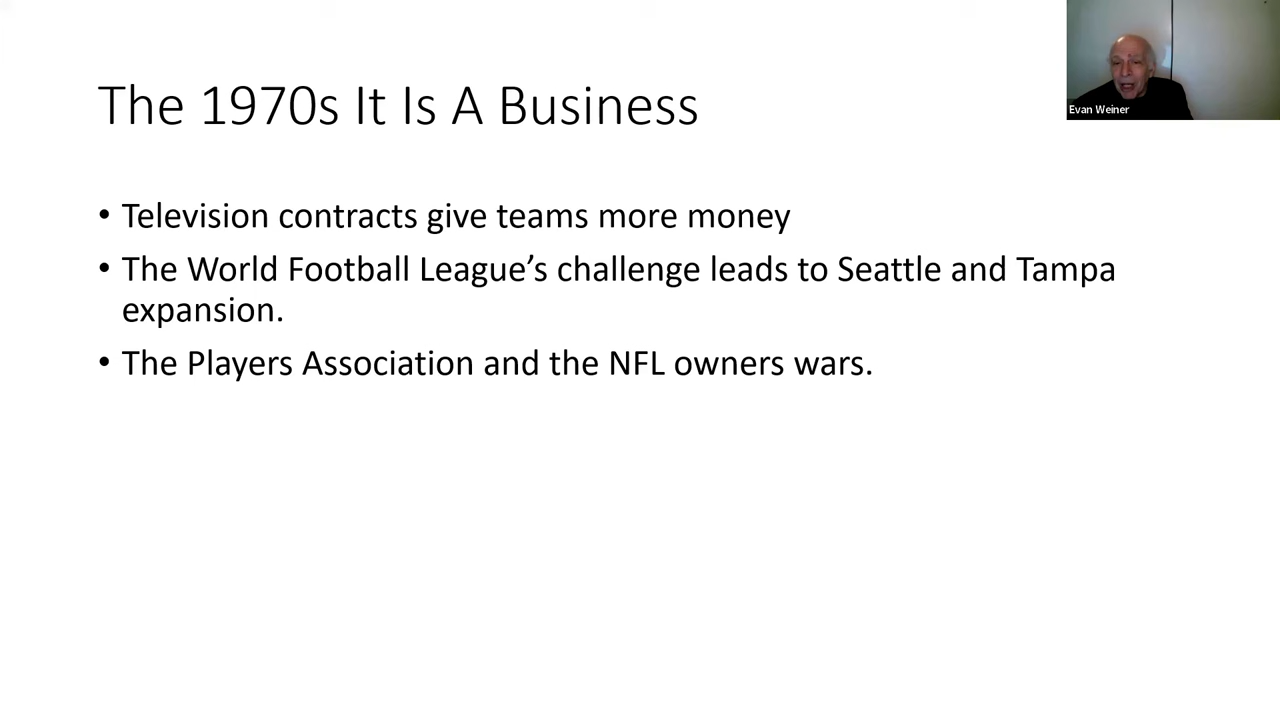 The 1970s It Is A Business
Evan Weiner
• Television contracts give teams more money
• The World Football League’s challenge leads to Seattle and Tampa
expansion.
• The Players Association and the NFL owners wars.